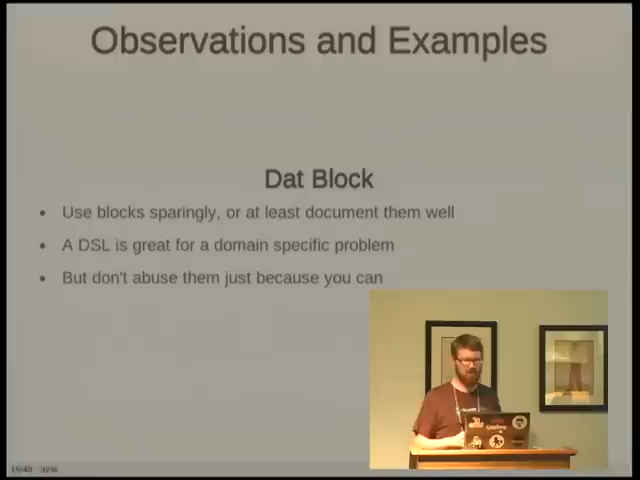 Observations and Examples
Dat Block
• Use blocks sparingly, or at least document them well
• A DSL is great for a domain specific problem
• But don't abuse them just because you can